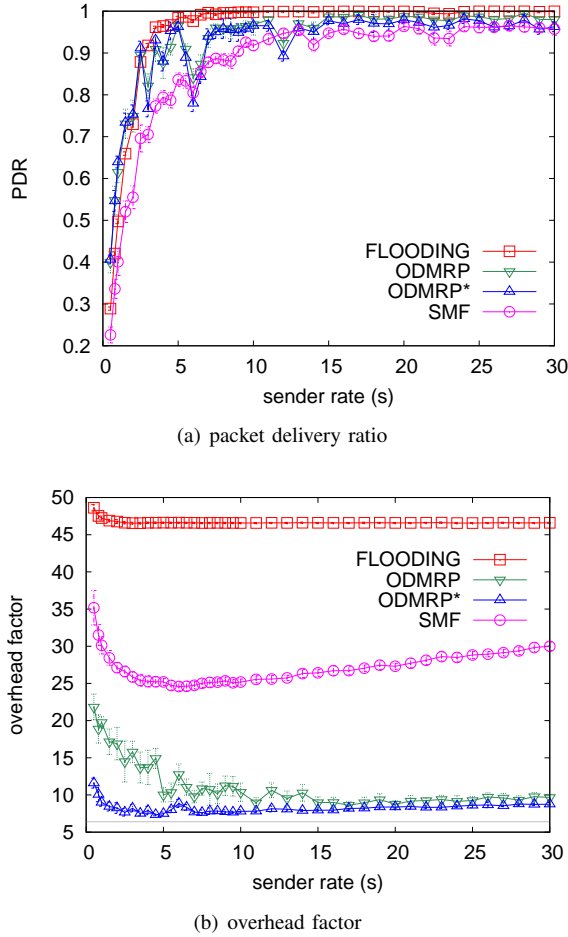 1
0.9
0.8
0.7
0.6
0.5
0.4
0.3
0.2
PDR
0 5 10 15 20 25 30
sender rate (s)
FLOODING
ODMRP
ODMRP*
SMF
(a) packet delivery ratio
50
45
40
35
30
25
20
15
10
5
overhead factor
0 5 10 15 20 25 30
sender rate (s)
FLOODING
ODMRP
ODMRP*
SMF
(b) overhead factor